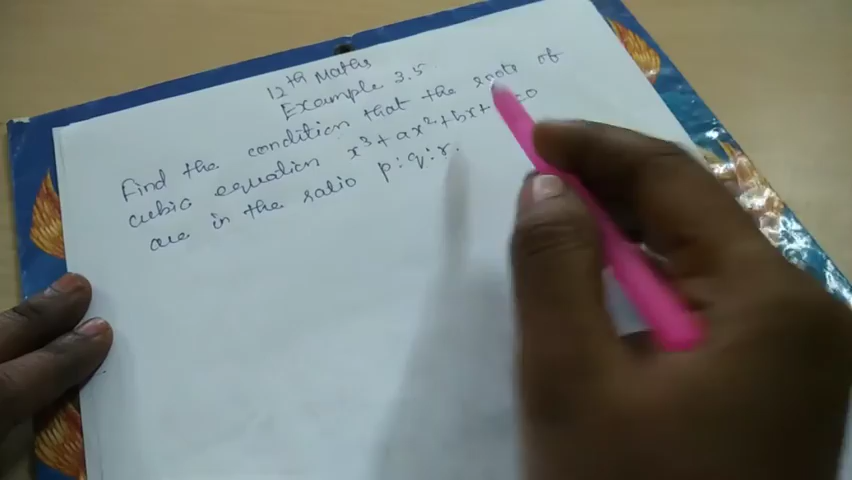 12th Maths
Example 3.5.
Find the condition that the roots of
cubic equation x³ + ax² + bx + =0
are in the ratio p:q:r.